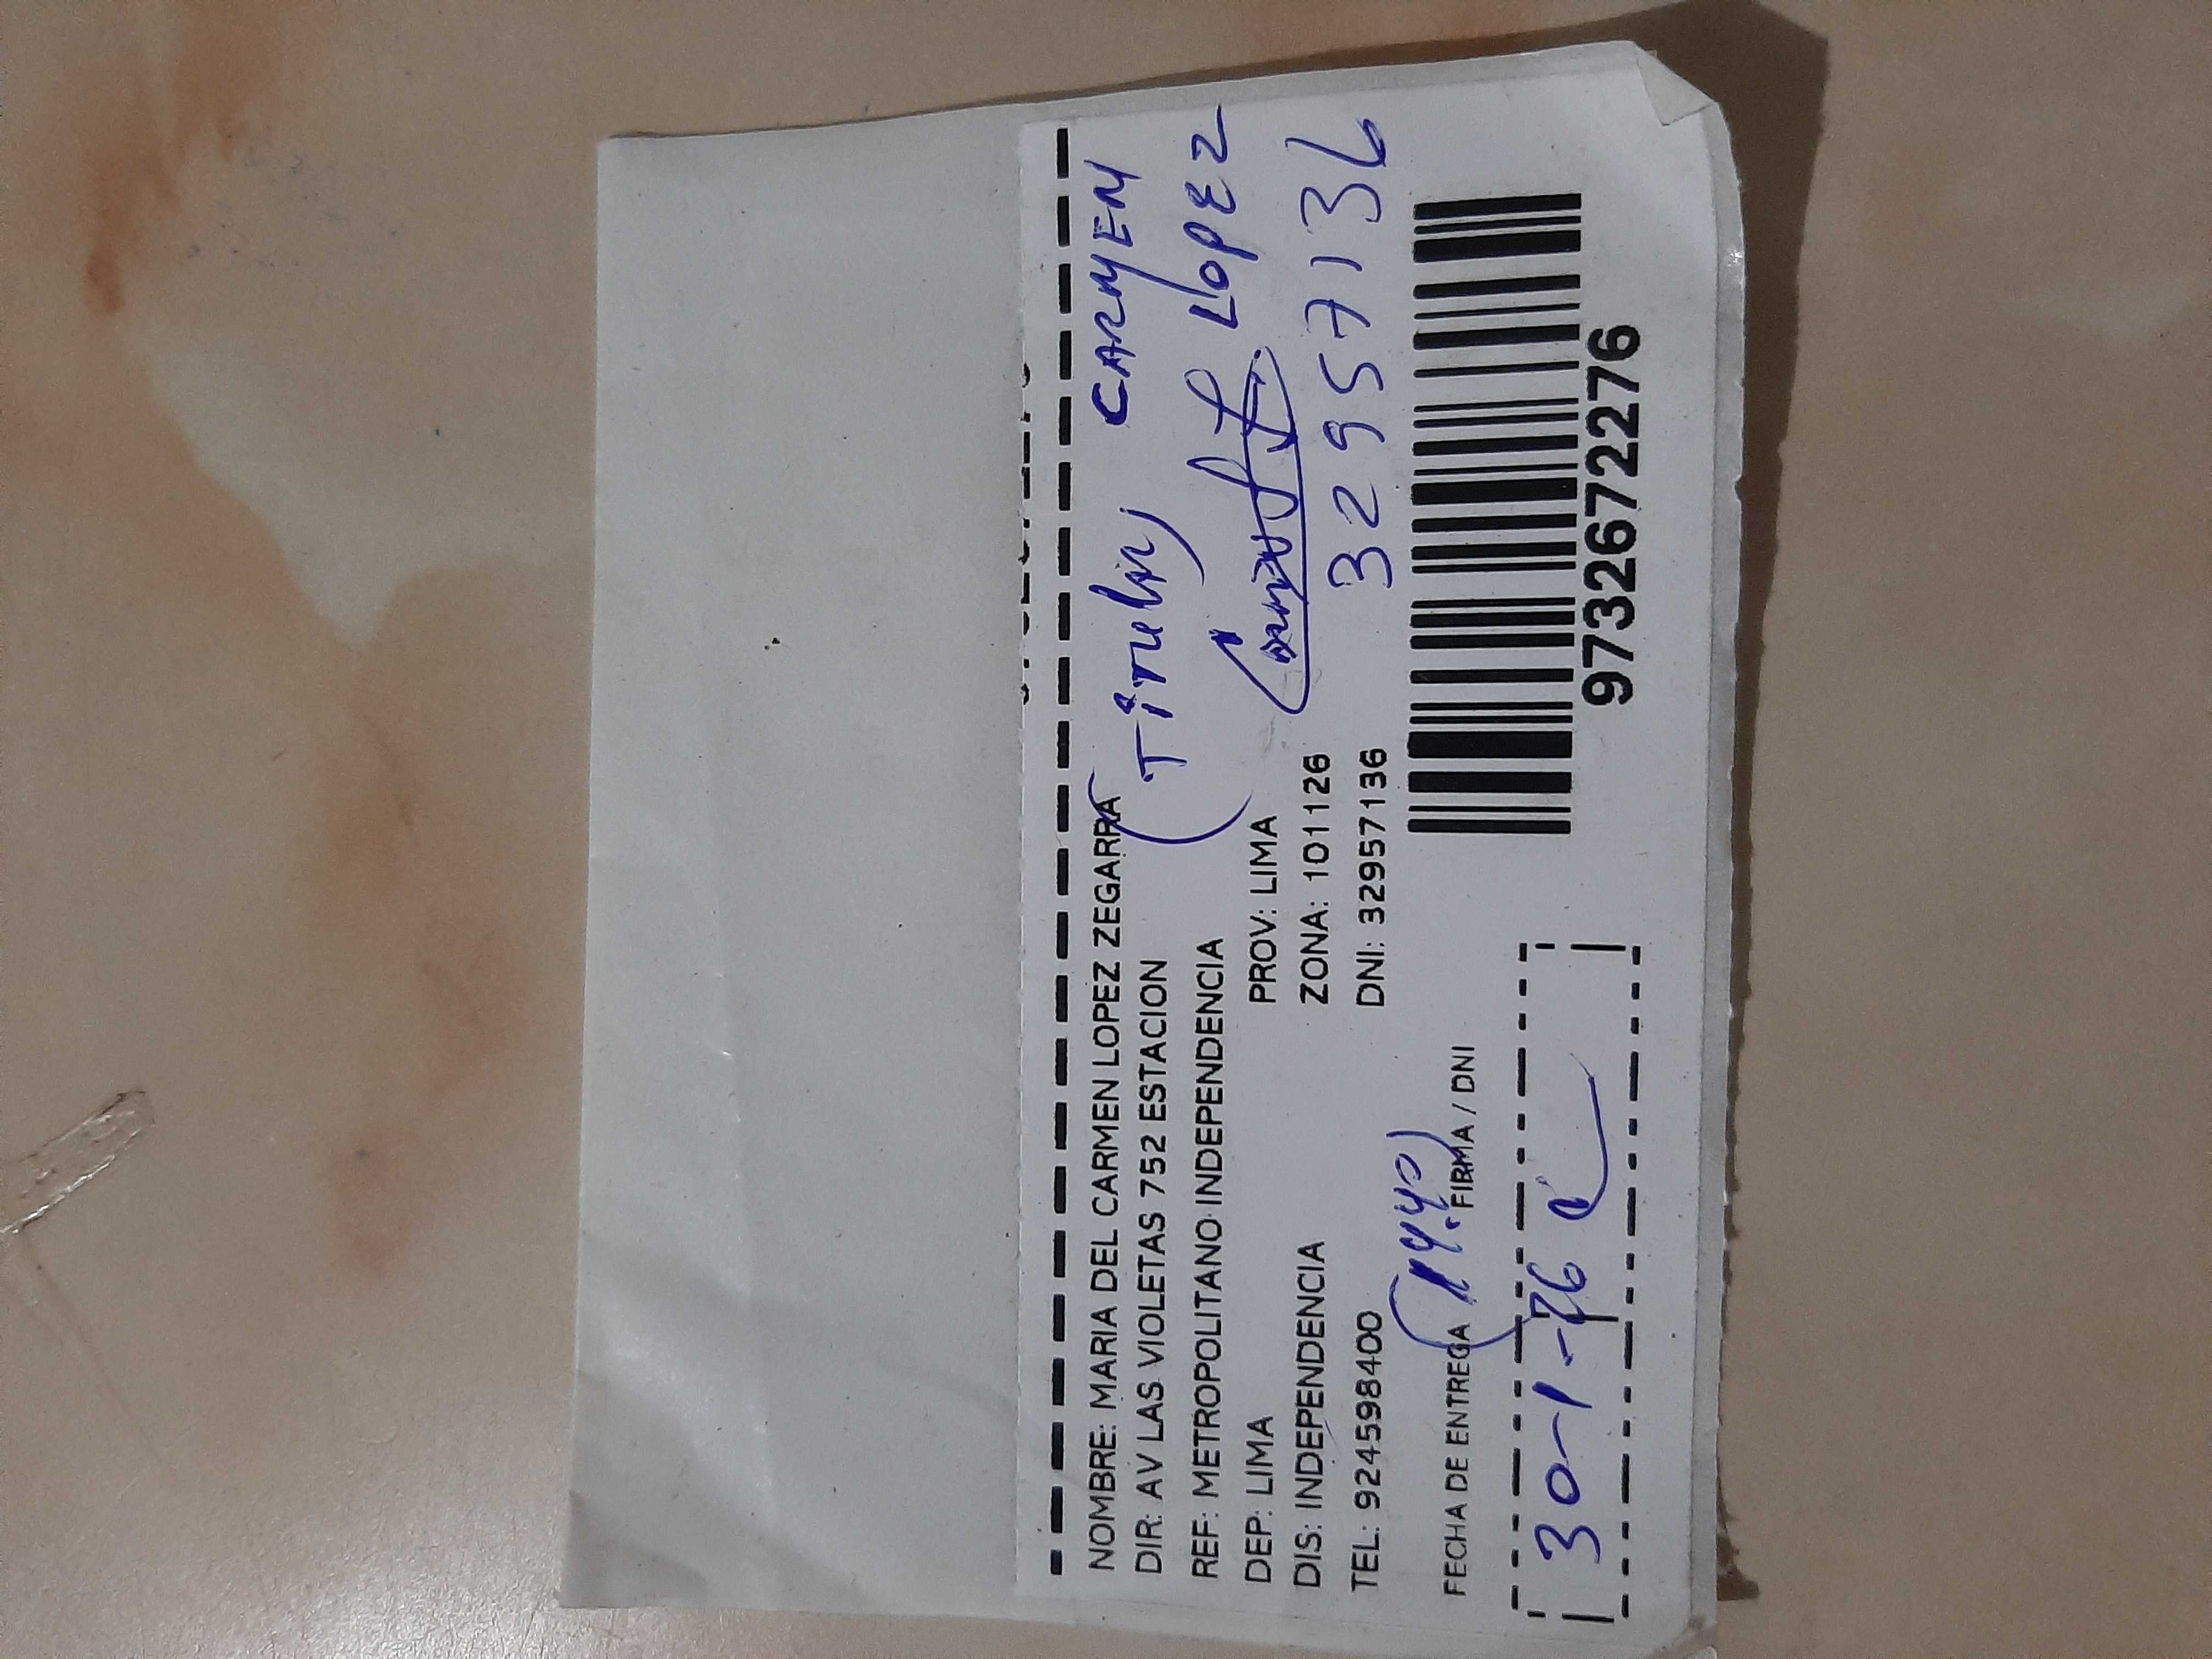 NOMBRE: MARIA DEL CARMEN LOPEZ ZEGARRA
DIR: AV LAS VIOLETAS 752 ESTACION
REF: METROPOLITANO INDEPENDENCIA
DEP: LIMA PROV: LIMA
DIS: INDEPENDENCIA ZONA: 101126
TEL: 924598400 DNI: 32957136
(Titular) CARMEN
LOPEZ
32957136
FECHA DE ENTREGA FIRMA / DNI
30-1-
9732672276